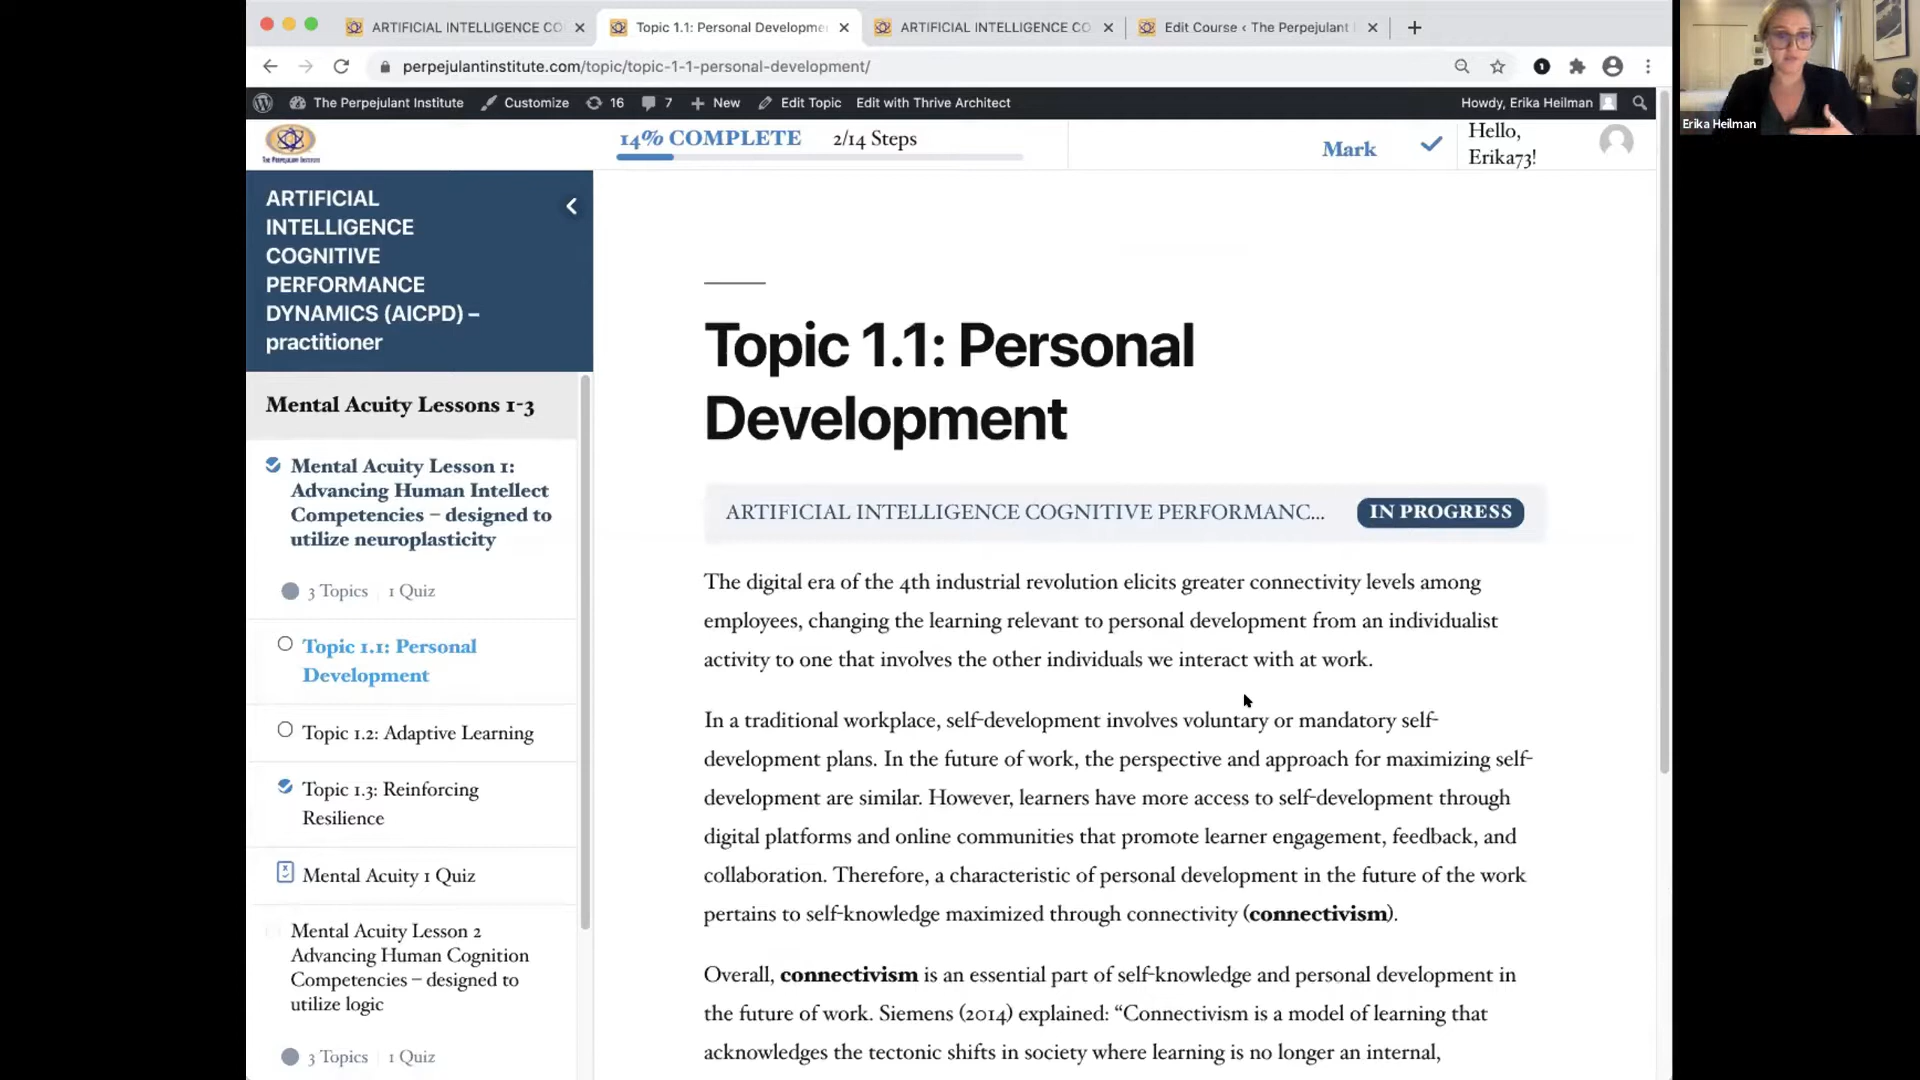 ARTIFICIAL INTELLIGENCE CO
Topic 1.1: Personal Developme
ARTIFICIAL INTELLIGENCE CO
Edit Course ‹ The Perpejulant
perpejulantinstitute.com/topic/topic-1-1-personal-development/
The Perpejulant Institute
Customize
16
7
New
Edit Topic
Edit with Thrive Architect
Howdy, Erika Heilman
Erika Heilman
The Perpejulant Institute
14% COMPLETE
2/14 Steps
Mark
Hello,
Erika73!
ARTIFICIAL
INTELLIGENCE
COGNITIVE
PERFORMANCE
DYNAMICS (AICPD) –
practitioner
Mental Acuity Lessons 1-3
Mental Acuity Lesson 1:
Advancing Human Intellect
Competencies – designed to
utilize neuroplasticity
3 Topics | 1 Quiz
Topic 1.1: Personal
Development
Topic 1.2: Adaptive Learning
Topic 1.3: Reinforcing
Resilience
Mental Acuity 1 Quiz
Mental Acuity Lesson 2
Advancing Human Cognition
Competencies – designed to
utilize logic
3 Topics | 1 Quiz
Topic 1.1: Personal
Development
ARTIFICIAL INTELLIGENCE COGNITIVE PERFORMANC...
IN PROGRESS
The digital era of the 4th industrial revolution elicits greater connectivity levels among
employees, changing the learning relevant to personal development from an individualist
activity to one that involves the other individuals we interact with at work.
In a traditional workplace, self-development involves voluntary or mandatory self-
development plans. In the future of work, the perspective and approach for maximizing self-
development are similar. However, learners have more access to self-development through
digital platforms and online communities that promote learner engagement, feedback, and
collaboration. Therefore, a characteristic of personal development in the future of the work
pertains to self-knowledge maximized through connectivity (connectivism).
Overall, connectivism is an essential part of self-knowledge and personal development in
the future of work. Siemens (2014) explained: “Connectivism is a model of learning that
acknowledges the tectonic shifts in society where learning is no longer an internal,